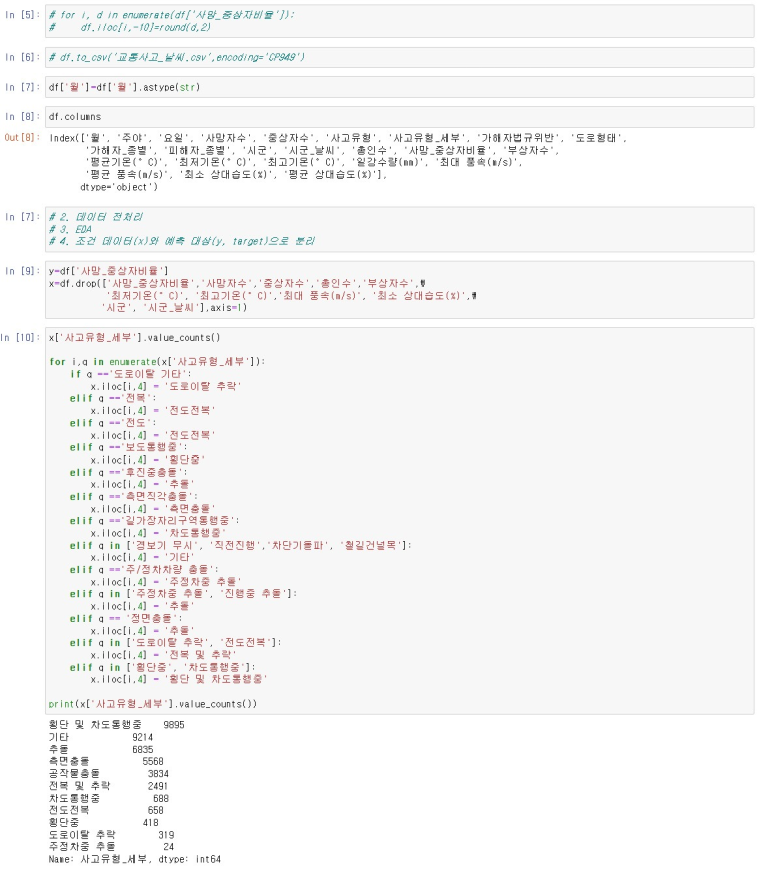 In [5]: # for i, d in enumerate(df['사망_중상자비율']):
#     df.iloc[i,-10]=round(d,2)
In [6]: # df.to_csv('교통사고_날씨.csv',encoding='CP949')
In [7]: df['월']=df['월'].astype(str)
In [8]: df.columns
Out[8]: Index(['월', '주야', '요일', '사망자수', '중상자수', '사고유형', '사고유형_세부', '가해자법규위반', '도로형태',
'가해자_종별', '피해자_종별', '시군', '시군_날씨', '총인수', '사망_중상자비율', '부상자수',
'평균기온(° C)', '최저기온(° C)', '최고기온(° C)', '일강수량(mm)', '최대 풍속(m/s)',
'평균 풍속(m/s)', '최소 상대습도(%)', '평균 상대습도(%)'],
dtype='object')
In [7]: # 2. 데이터 전처리
# 3. EDA
# 4. 조건 데이터(x)와 예측 대상(y, target)으로 분리
In [9]: y=df['사망_중상자비율']
x=df.drop(['사망_중상자비율','사망자수','중상자수','총인수','부상자수',₩
'최저기온(° C)', '최고기온(° C)','최대 풍속(m/s)', '최소 상대습도(%)',₩
'시군', '시군_날씨'],axis=1)
In [10]: x['사고유형_세부'].value_counts()
for i,q in enumerate(x['사고유형_세부']):
if q =='도로이탈 기타':
x.iloc[i,4] = '도로이탈 추락'
elif q =='전복':
x.iloc[i,4] = '전도전복'
elif q =='전도':
x.iloc[i,4] = '전도전복'
elif q =='보도통행중':
x.iloc[i,4] = '횡단중'
elif q =='후진중충돌':
x.iloc[i,4] = '추돌'
elif q =='측면직각충돌':
x.iloc[i,4] = '측면충돌'
elif q =='길가장자리구역통행중':
x.iloc[i,4] = '차도통행중'
elif q in ['경보기 무시', '직전진행','차단기돌파', '철길건널목']:
x.iloc[i,4] = '기타'
elif q =='주/정차차량 충돌':
x.iloc[i,4] = '주정차중 추돌'
elif q in ['주정차중 추돌', '진행중 추돌']:
x.iloc[i,4] = '추돌'
elif q == '정면충돌':
x.iloc[i,4] = '추돌'
elif q in ['도로이탈 추락', '전도전복']:
x.iloc[i,4] = '전복 및 추락'
elif q in ['횡단중', '차도통행중']:
x.iloc[i,4] = '횡단 및 차도통행중'
print(x['사고유형_세부'].value_counts())
횡단 및 차도통행중    9895
기타    9214
추돌    6835
측면충돌    5568
공작물충돌    3834
전복 및 추락    2491
차도통행중    688
전도전복    658
횡단중    418
도로이탈 추락    319
주정차중 추돌    24
Name: 사고유형_세부, dtype: int64